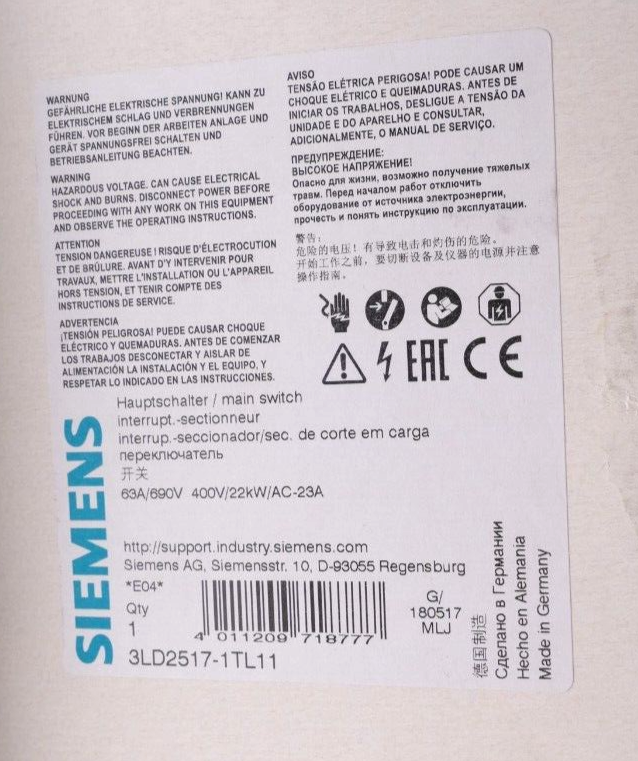 WARNUNG
GEFÄHRLICHE ELEKTRISCHE SPANNUNG! KANN ZU
ELEKTRISCHEM SCHLAG UND VERBRENNUNGEN
FÜHREN. VOR BEGINN DER ARBEITEN ANLAGE UND
GERÄT SPANNUNGSFREI SCHALTEN UND
BETRIEBSANLEITUNG BEACHTEN.
WARNING
HAZARDOUS VOLTAGE. CAN CAUSE ELECTRICAL
SHOCK AND BURNS. DISCONNECT POWER BEFORE
PROCEEDING WITH ANY WORK ON THIS EQUIPMENT
AND OBSERVE THE OPERATING INSTRUCTIONS.
ATTENTION
TENSION DANGEREUSE ! RISQUE D'ÉLECTROCUTION
ET DE BRÛLURE. AVANT D'Y INTERVENIR POUR
TRAVAUX, METTRE L'INSTALLATION OU L'APPAREIL
HORS TENSION, ET TENIR COMPTE DES
INSTRUCTIONS DE SERVICE.
ADVERTENCIA
¡TENSIÓN PELIGROSA! PUEDE CAUSAR CHOQUE
ELÉCTRICO Y QUEMADURAS. ANTES DE COMENZAR
LOS TRABAJOS DESCONECTAR Y AISLAR DE
ALIMENTACIÓN LA INSTALACIÓN Y EL EQUIPO, Y
RESPETAR LO INDICADO EN LAS INSTRUCCIONES.
AVISO
TENSÃO ELÉTRICA PERIGOSA! PODE CAUSAR UM
CHOQUE ELÉTRICO E QUEIMADURAS. ANTES DE
INICIAR OS TRABALHOS, DESLIGUE A TENSÃO DA
UNIDADE E DO APARELHO E CONSULTAR,
ADICIONALMENTE, O MANUAL DE SERVIÇO.
ПРЕДУПРЕЖДЕНИЕ:
ВЫСОКОЕ НАПРЯЖЕНИЕ!
Опасно для жизни, возможно получение тяжелых
травм. Перед началом работ отключить
оборудование от источника электроэнергии,
прочесть и понять инструкцию по эксплуатации.
警告:
危险的电压! 有导致电击和灼伤的危险。
开始工作之前, 要切断设备及仪器的电源并注意
操作指南。
EAC CE
SIEMENS
Hauptschalter / main switch
interrupt.-sectionneur
interrup.-seccionador/sec. de corte em carga
переключатель
开关
63A/690V 400V/22kW/AC-23A
http://support.industry.siemens.com
Siemens AG, Siemensstr. 10, D-93055 Regensburg
*E04*
Qty
1
4 011209 718777
G/
180517
MLJ
3LD2517-1TL11
德国制造
Сделано в Германии
Hecho en Alemania
Made in Germany